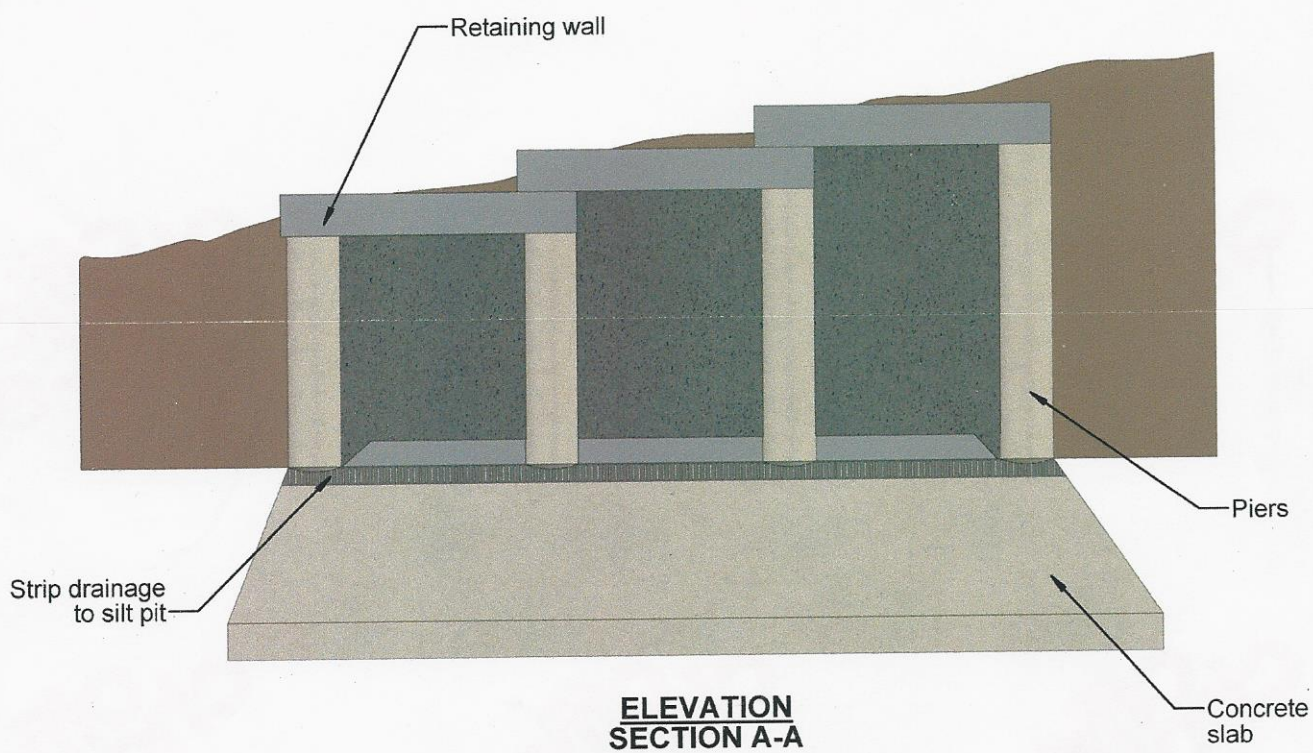 Retaining wall
Piers
Strip drainage
to silt pit
Concrete
slab
ELEVATION
SECTION A-A